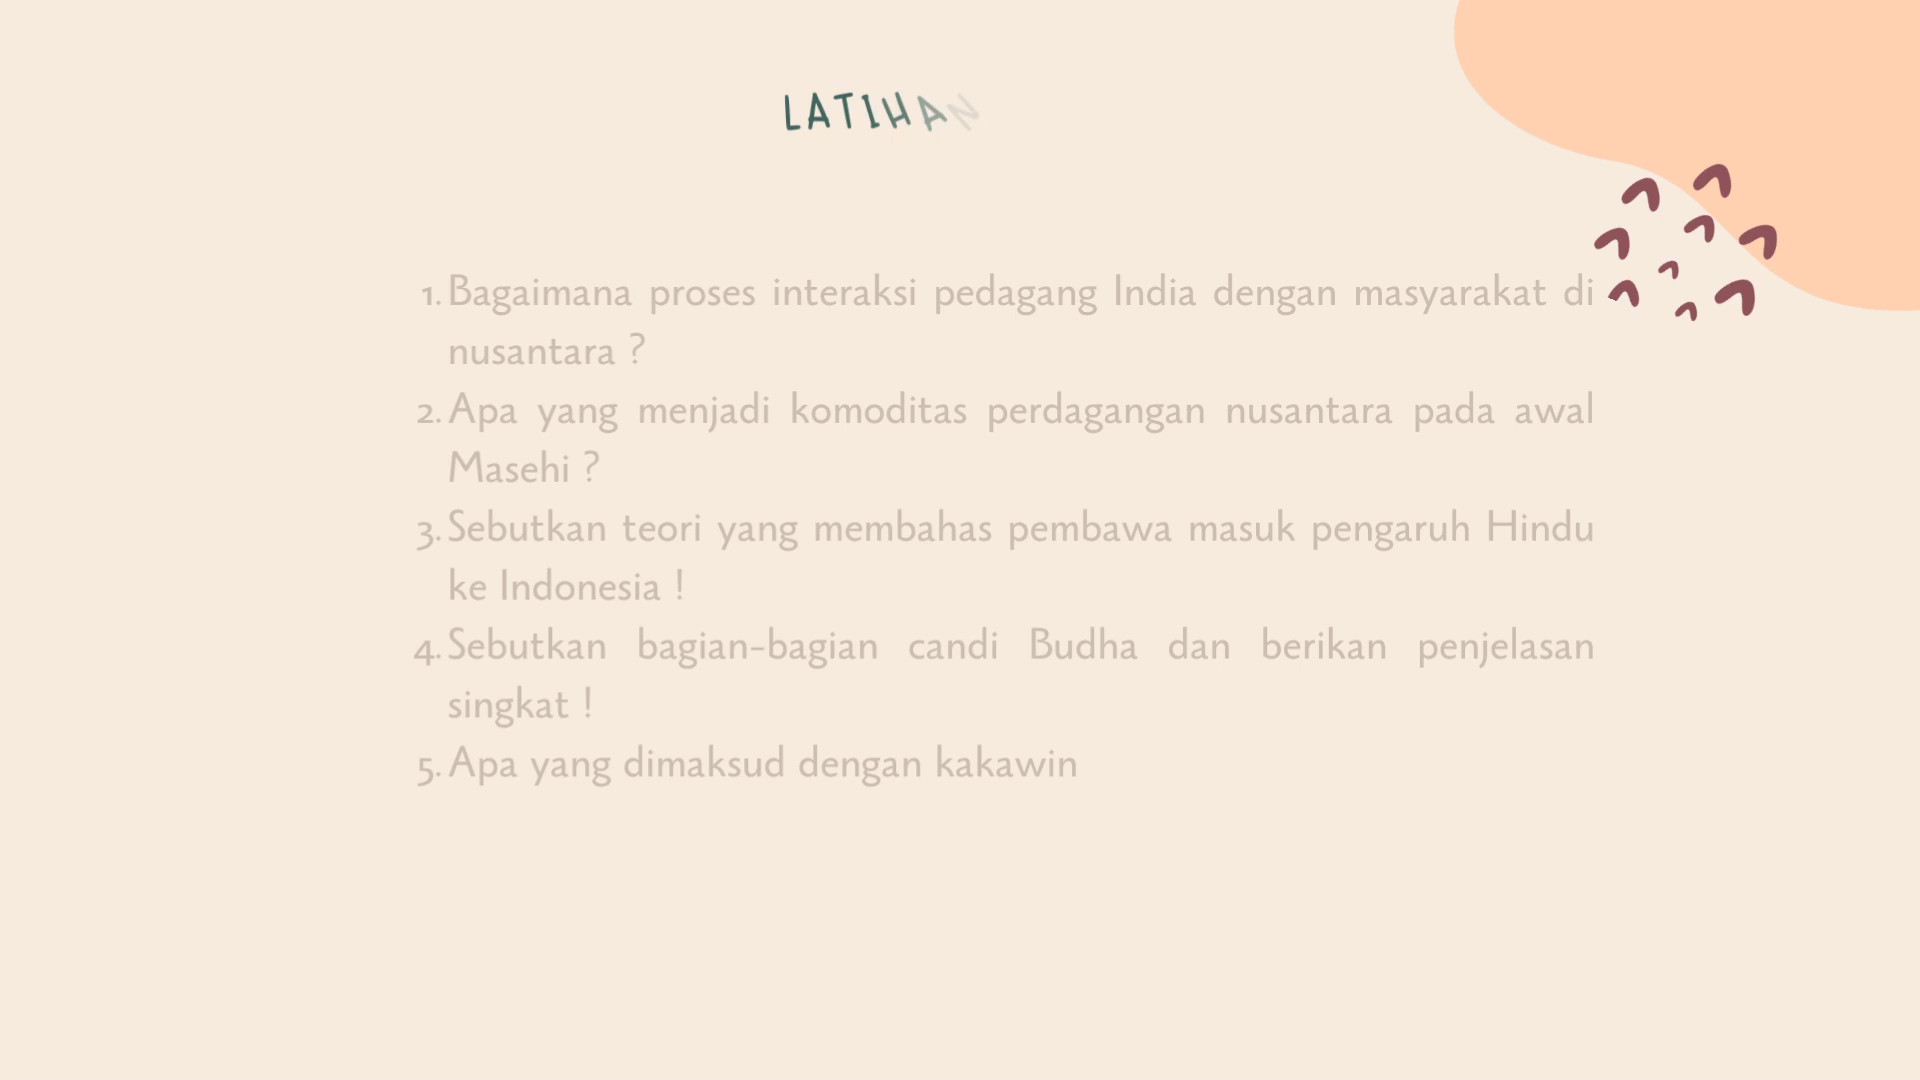 LATIHAN
1. Bagaimana proses interaksi pedagang India dengan masyarakat di
nusantara ?
2. Apa yang menjadi komoditas perdagangan nusantara pada awal
Masehi ?
3. Sebutkan teori yang membahas pembawa masuk pengaruh Hindu
ke Indonesia !
4. Sebutkan bagian-bagian candi Budha dan berikan penjelasan
singkat !
5. Apa yang dimaksud dengan kakawin